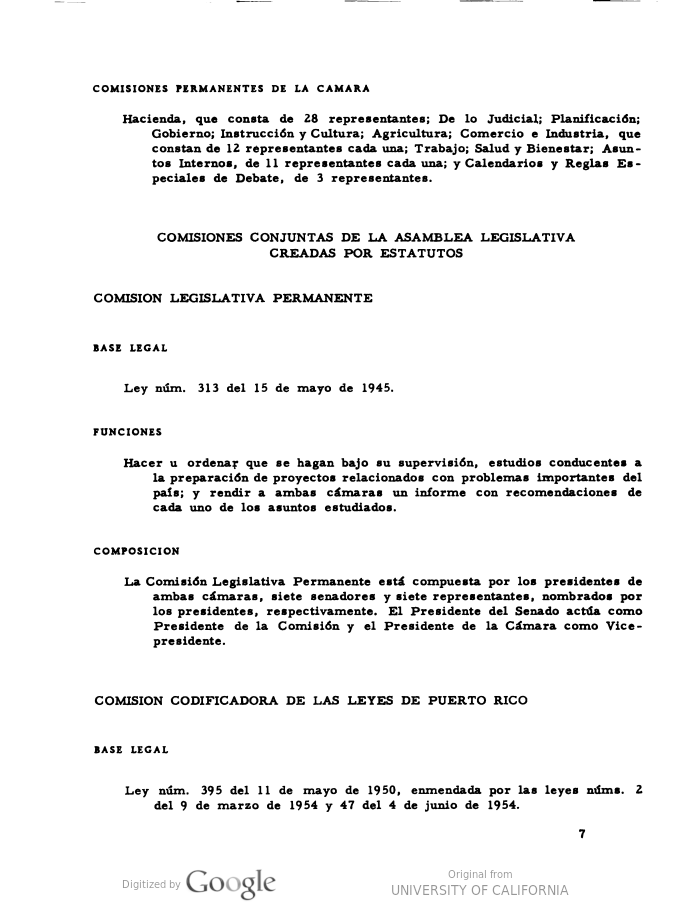 COMISIONES PERMANENTES DE LA CAMARA
Hacienda, que consta de 28 representantes; De lo Judicial; Planificación;
Gobierno; Instrucción y Cultura; Agricultura; Comercio e Industria, que
constan de 12 representantes cada una; Trabajo; Salud y Bienestar; Asun-
tos Internos, de 11 representantes cada una; y Calendarios y Reglas Es-
peciales de Debate, de 3 representantes.
COMISIONES CONJUNTAS DE LA ASAMBLEA LEGISLATIVA
CREADAS POR ESTATUTOS
COMISION LEGISLATIVA PERMANENTE
BASE LEGAL
Ley núm. 313 del 15 de mayo de 1945.
FUNCIONES
Hacer u ordenar que se hagan bajo su supervisión, estudios conducentes a
la preparación de proyectos relacionados con problemas importantes del
país; y rendir a ambas cámaras un informe con recomendaciones de
cada uno de los asuntos estudiados.
COMPOSICION
La Comisión Legislativa Permanente está compuesta por los presidentes de
ambas cámaras, siete senadores y siete representantes, nombrados por
los presidentes, respectivamente. El Presidente del Senado actúa como
Presidente de la Comisión y el Presidente de la Cámara como Vice-
presidente.
COMISION CODIFICADORA DE LAS LEYES DE PUERTO RICO
BASE LEGAL
Ley núm. 395 del 11 de mayo de 1950, enmendada por las leyes núms. 2
del 9 de marzo de 1954 y 47 del 4 de junio de 1954.
7
Digitized by Google
Original from
UNIVERSITY OF CALIFORNIA